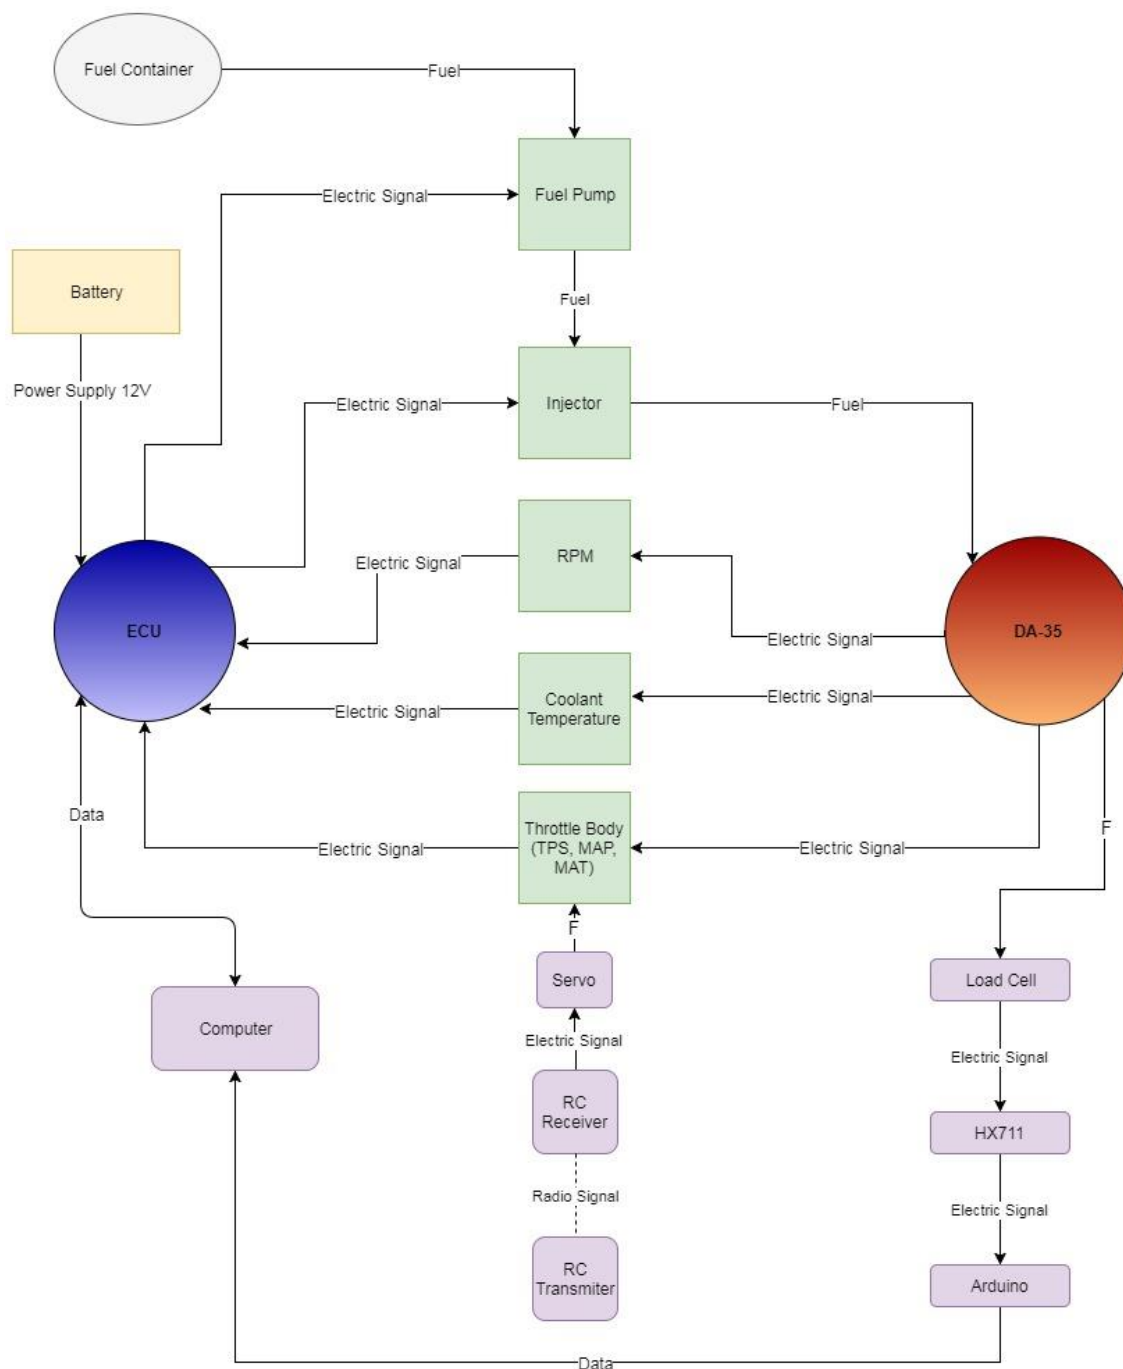 Fuel Container
Fuel
Fuel Pump
Electric Signal
Battery
Fuel
Power Supply 12V
Electric Signal
Injector
Fuel
RPM
Electric Signal
ECU
DA-35
Electric Signal
Coolant
Temperature
Electric Signal
Electric Signal
Data
Throttle Body
(TPS, MAP,
MAT)
Electric Signal
Electric Signal
F
F
Servo
Load Cell
Computer
Electric Signal
Electric Signal
RC
Receiver
HX711
Radio Signal
Electric Signal
RC
Transmiter
Arduino
Data